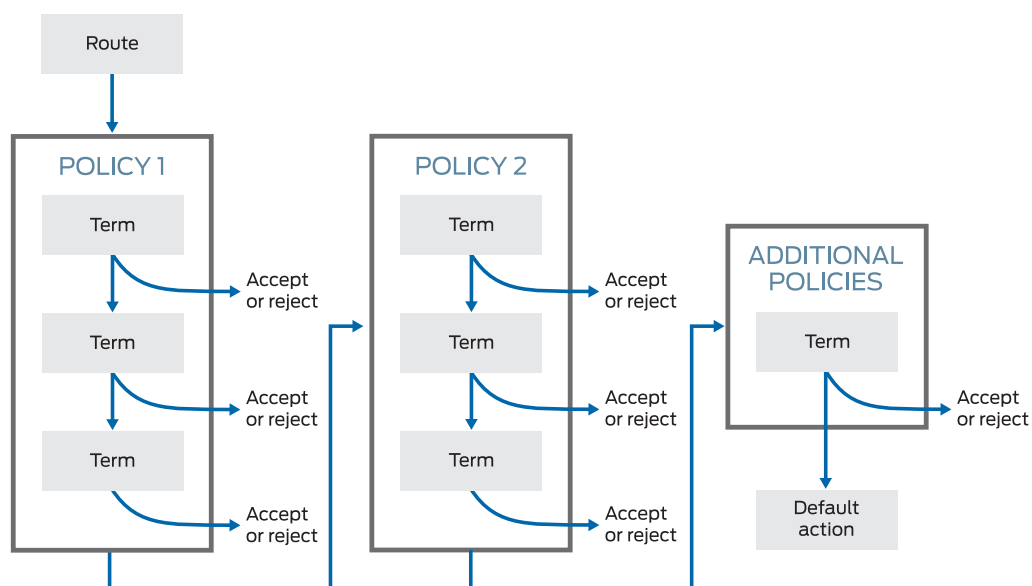 Route
POLICY 1
Term
Accept
or reject
Term
Accept
or reject
Term
Accept
or reject
POLICY 2
Term
Accept
or reject
Term
Accept
or reject
Term
Accept
or reject
ADDITIONAL
POLICIES
Term
Accept
or reject
Default
action